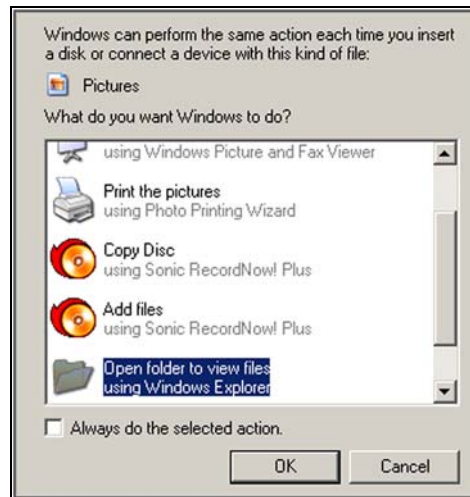 Windows can perform the same action each time you insert
a disk or connect a device with this kind of file:
Pictures
What do you want Windows to do?
using Windows Picture and Fax Viewer
Print the pictures
using Photo Printing Wizard
Copy Disc
using Sonic RecordNow! Plus
Add files
using Sonic RecordNow! Plus
Open folder to view files
using Windows Explorer
Always do the selected action.
OK
Cancel